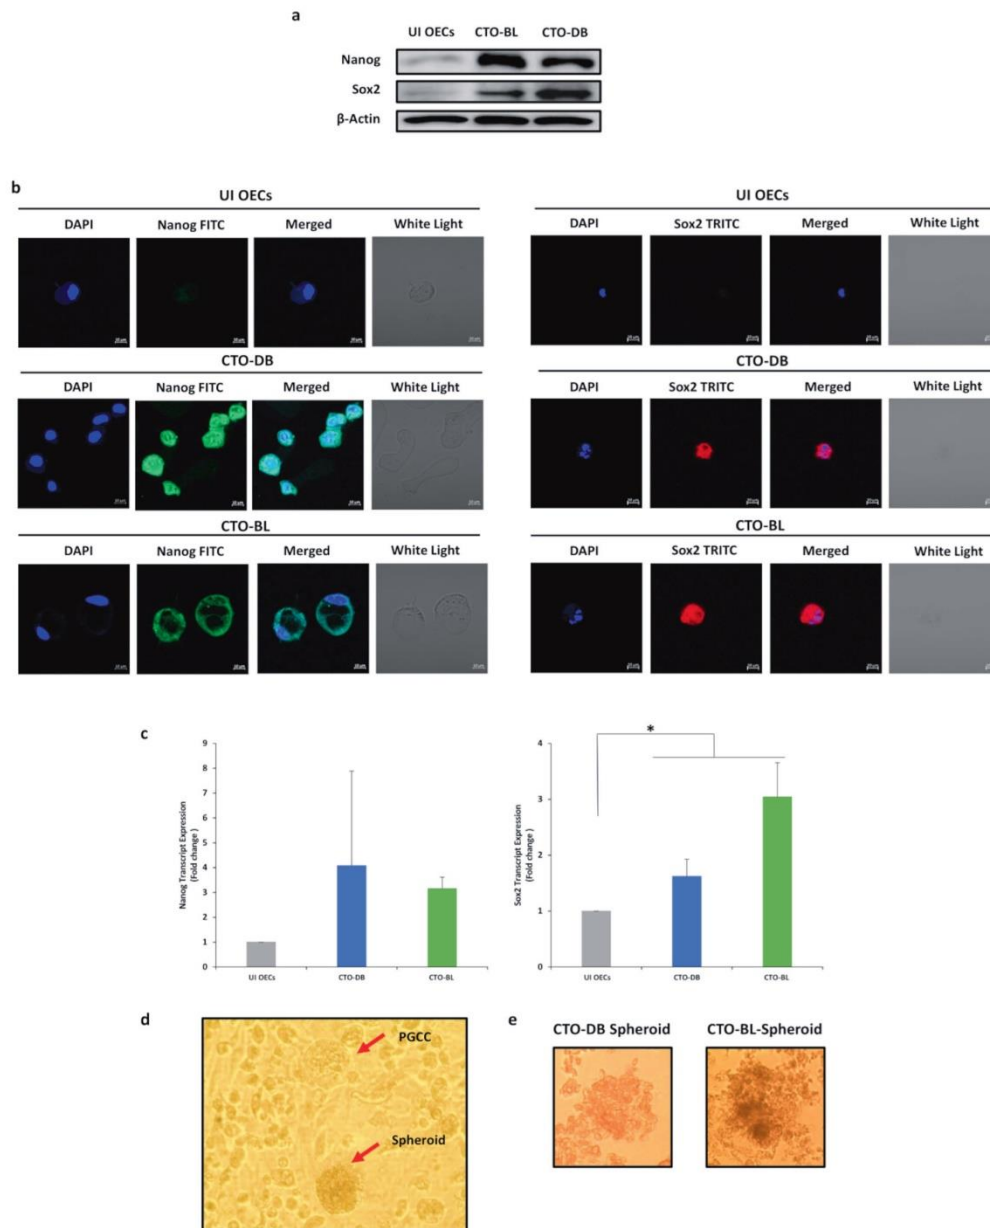 a
UI OECs CTO-BL CTO-DB
Nanog
Sox2
β-Actin
b
UI OECs
DAPI Nanog FITC Merged White Light
CTO-DB
DAPI Nanog FITC Merged White Light
CTO-BL
DAPI Nanog FITC Merged White Light
UI OECs
DAPI Sox2 TRITC Merged White Light
CTO-DB
DAPI Sox2 TRITC Merged White Light
CTO-BL
DAPI Sox2 TRITC Merged White Light
c
Nanog Transcript Expression
(Fold change )
9
8
7
6
5
4
3
2
1
0
UI OECs CTO-DB CTO-BL
*
Sox2 Transcript Expression
(Fold change )
4
3
2
1
0
UI OECs CTO-DB CTO-BL
d
PGCC
Spheroid
e
CTO-DB Spheroid CTO-BL-Spheroid